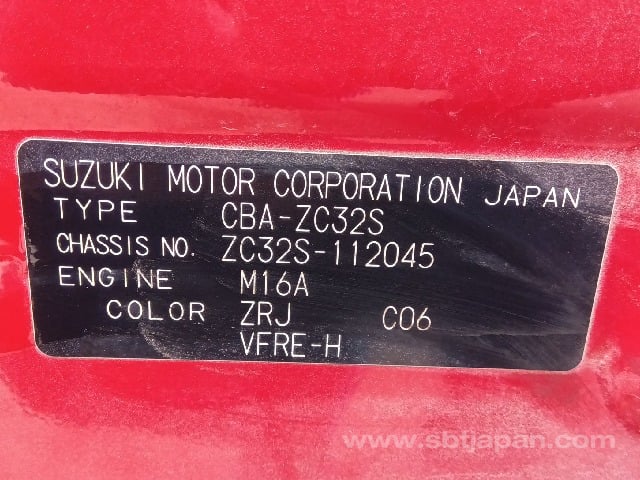 SUZUKI MOTOR CORPORATION JAPAN
TYPE CBA-ZC32S
CHASSIS NO. ZC32S-112045
ENGINE M16A
COLOR ZRJ C06
VFRE-H
www.sbtjapan.com